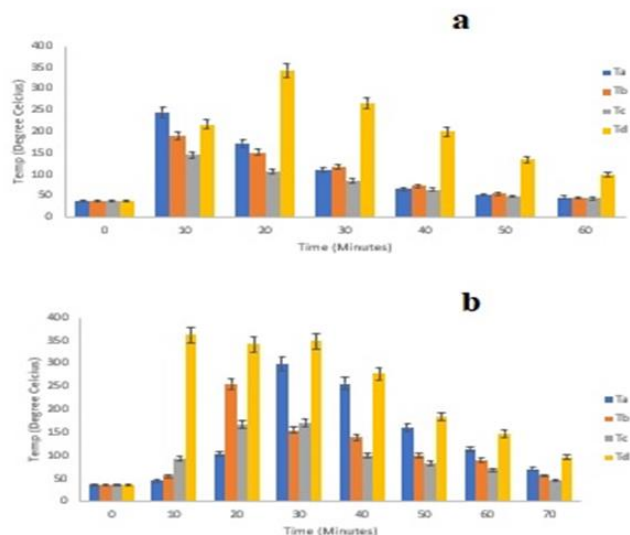 a
400
350
300
250
200
150
100
50
0
Temp (Degree Celcius)
0 10 20 30 40 50 60
Time (Minutes)
Ta
Tb
Tc
Td
b
400
350
300
250
200
150
100
50
0
Temp (Degree Celcius)
0 10 20 30 40 50 60 70
Time (Minutes)
Ta
Tb
Tc
Td